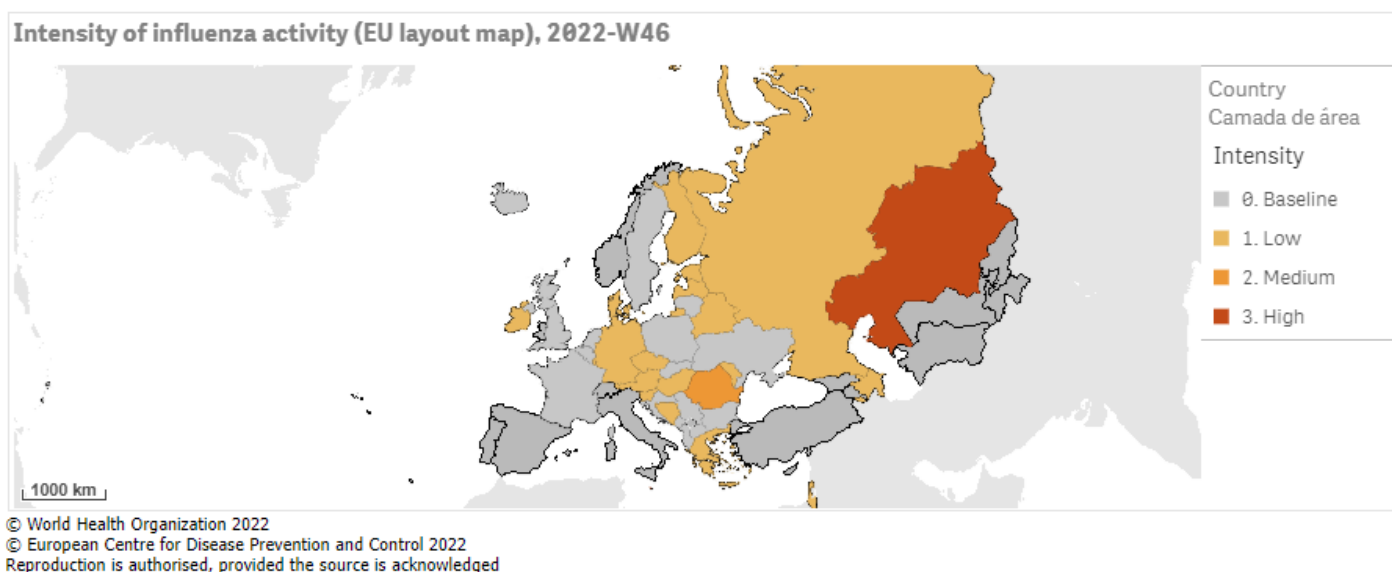 Intensity of influenza activity (EU layout map), 2022-W46
Country
Camada de área
Intensity
0. Baseline
1. Low
2. Medium
3. High
1000 km
© World Health Organization 2022
© European Centre for Disease Prevention and Control 2022
Reproduction is authorised, provided the source is acknowledged